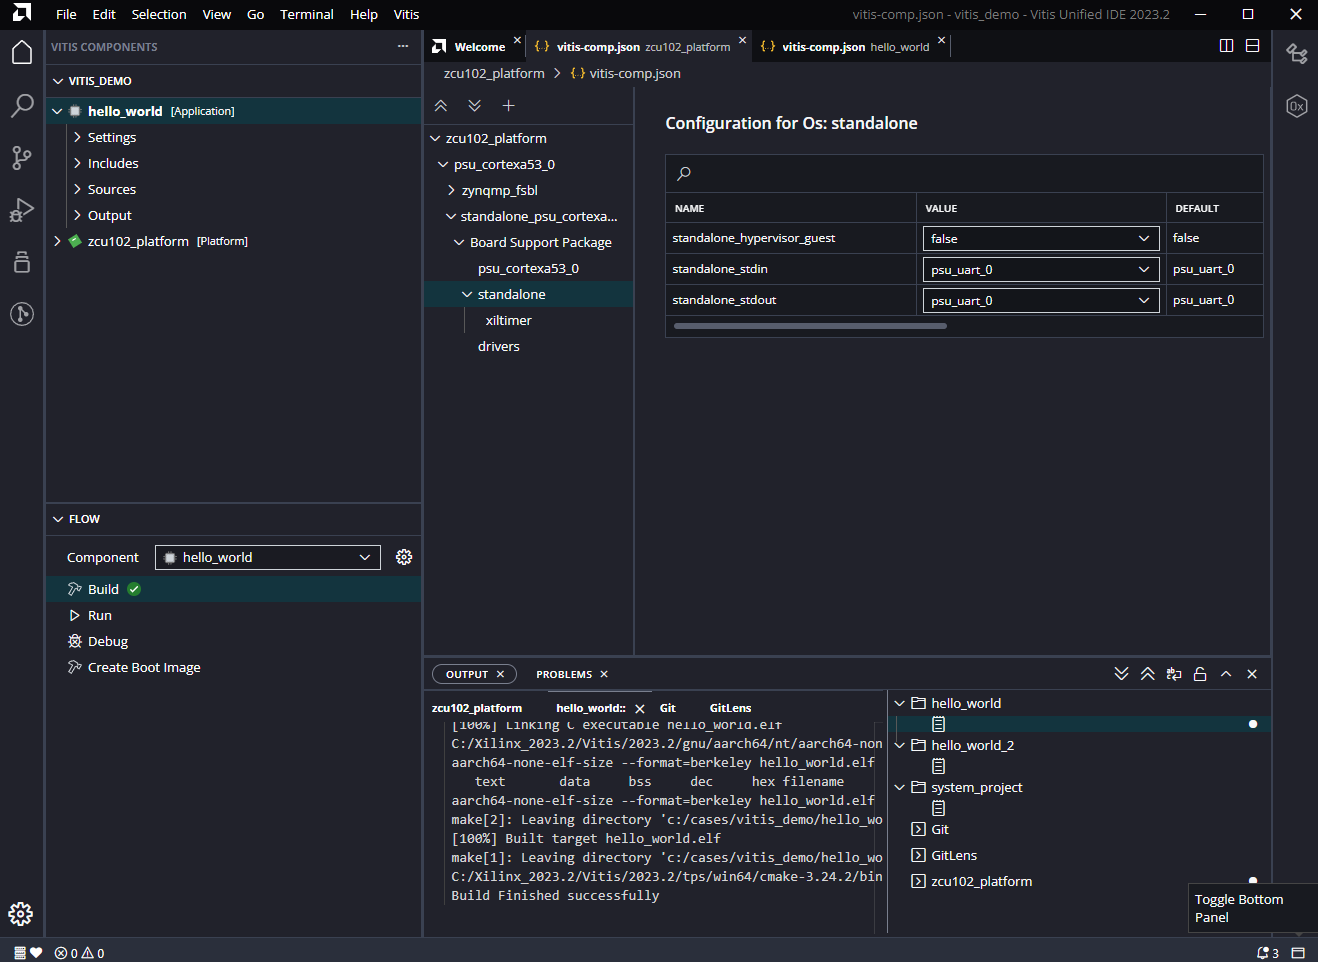 File Edit Selection View Go Terminal Help Vitis
vitis-comp.json - vitis_demo - Vitis Unified IDE 2023.2
VITIS COMPONENTS
VITIS_DEMO
hello_world [Application]
Settings
Includes
Sources
Output
zcu102_platform [Platform]
FLOW
Component hello_world
Build
Run
Debug
Create Boot Image
Welcome vitis-comp.json zcu102_platform vitis-comp.json hello_world
zcu102_platform > {.} vitis-comp.json
zcu102_platform
psu_cortexa53_0
zynqmp_fsbl
standalone_psu_cortexa...
Board Support Package
psu_cortexa53_0
standalone
xiltimer
drivers
Configuration for Os: standalone
NAME VALUE DEFAULT
standalone_hypervisor_guest false false
standalone_stdin psu_uart_0 psu_uart_0
standalone_stdout psu_uart_0 psu_uart_0
OUTPUT PROBLEMS
zcu102_platform hello_world:: Git GitLens
[100%] Linking C executable hello_world.elf
C:/Xilinx_2023.2/Vitis/2023.2/gnu/aarch64/nt/aarch64-non
aarch64-none-elf-size --format=berkeley hello_world.elf
text data bss dec hex filename
aarch64-none-elf-size --format=berkeley hello_world.elf
make[2]: Leaving directory 'c:/cases/vitis_demo/hello_wo
[100%] Built target hello_world.elf
make[1]: Leaving directory 'c:/cases/vitis_demo/hello_wo
C:/Xilinx_2023.2/Vitis/2023.2/tps/win64/cmake-3.24.2/bin
Build Finished successfully
hello_world
hello_world_2
system_project
Git
GitLens
zcu102_platform
Toggle Bottom
Panel
0x
0 0
3